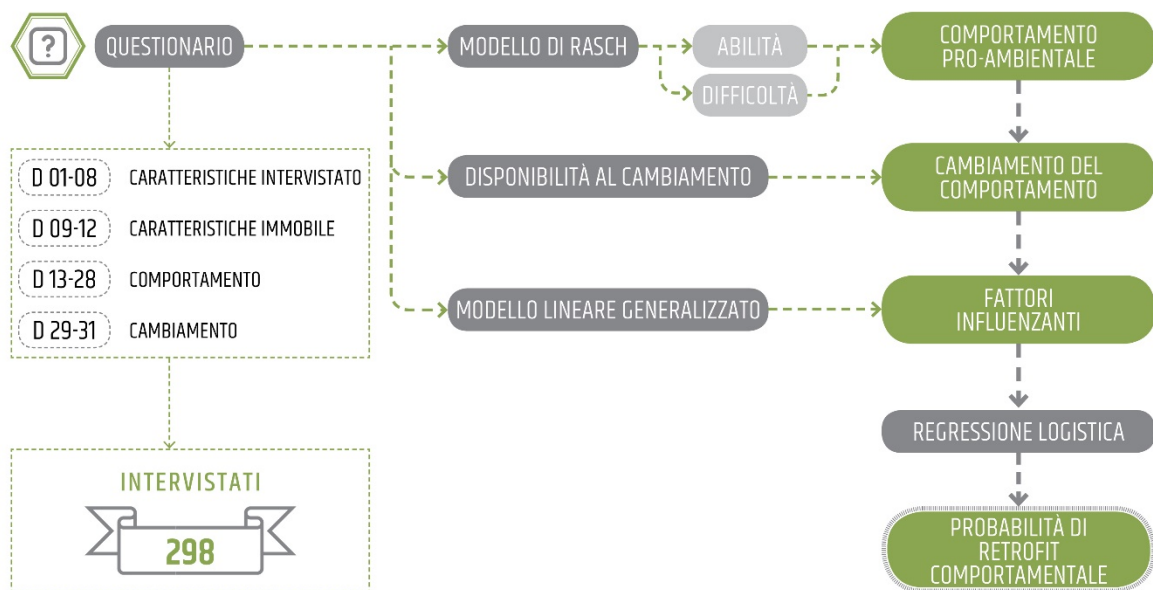 ?
QUESTIONARIO
MODELLO DI RASCH
ABILITÀ
DIFFICOLTÀ
COMPORTAMENTO
PRO-AMBIENTALE
D 01-08 CARATTERISTICHE INTERVISTATO
D 09-12 CARATTERISTICHE IMMOBILE
D 13-28 COMPORTAMENTO
D 29-31 CAMBIAMENTO
DISPONIBILITÀ AL CAMBIAMENTO
CAMBIAMENTO DEL
COMPORTAMENTO
MODELLO LINEARE GENERALIZZATO
FATTORI
INFLUENZANTI
REGRESSIONE LOGISTICA
INTERVISTATI
298
PROBABILITÀ DI
RETROFIT
COMPORTAMENTALE